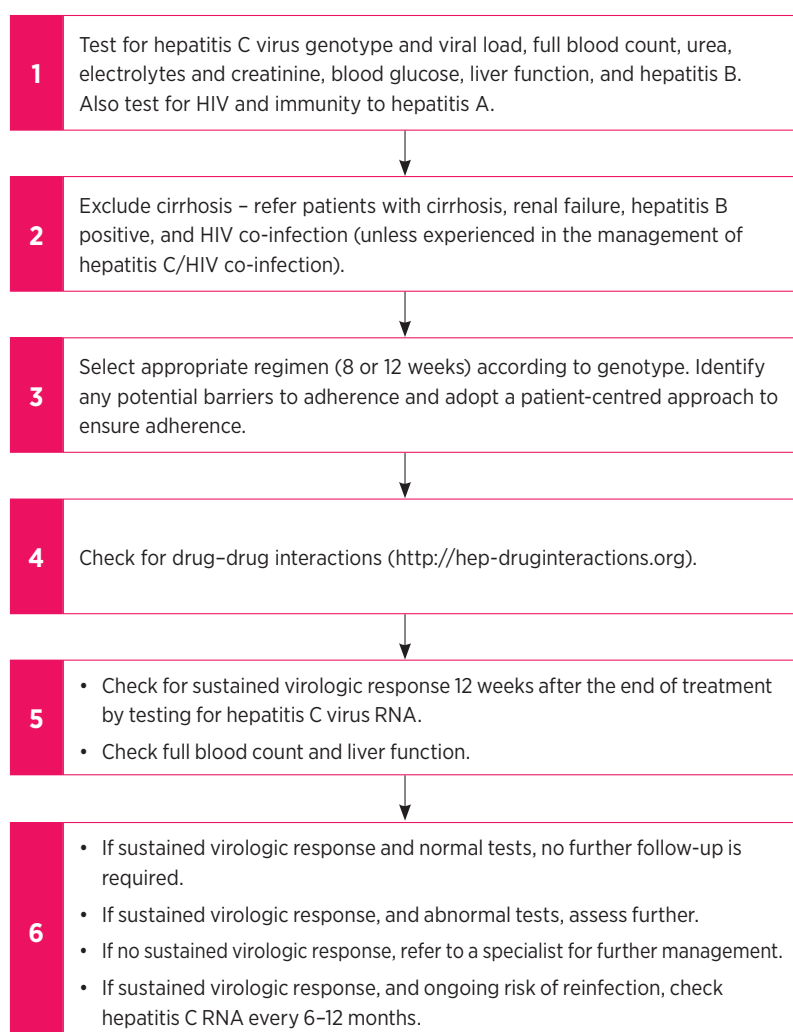 1
Test for hepatitis C virus genotype and viral load, full blood count, urea,
electrolytes and creatinine, blood glucose, liver function, and hepatitis B.
Also test for HIV and immunity to hepatitis A.
2
Exclude cirrhosis – refer patients with cirrhosis, renal failure, hepatitis B
positive, and HIV co-infection (unless experienced in the management of
hepatitis C/HIV co-infection).
3
Select appropriate regimen (8 or 12 weeks) according to genotype. Identify
any potential barriers to adherence and adopt a patient-centred approach to
ensure adherence.
4
Check for drug–drug interactions (http://hep-druginteractions.org).
5
• Check for sustained virologic response 12 weeks after the end of treatment
by testing for hepatitis C virus RNA.
• Check full blood count and liver function.
6
• If sustained virologic response and normal tests, no further follow-up is
required.
• If sustained virologic response, and abnormal tests, assess further.
• If no sustained virologic response, refer to a specialist for further management.
• If sustained virologic response, and ongoing risk of reinfection, check
hepatitis C RNA every 6–12 months.